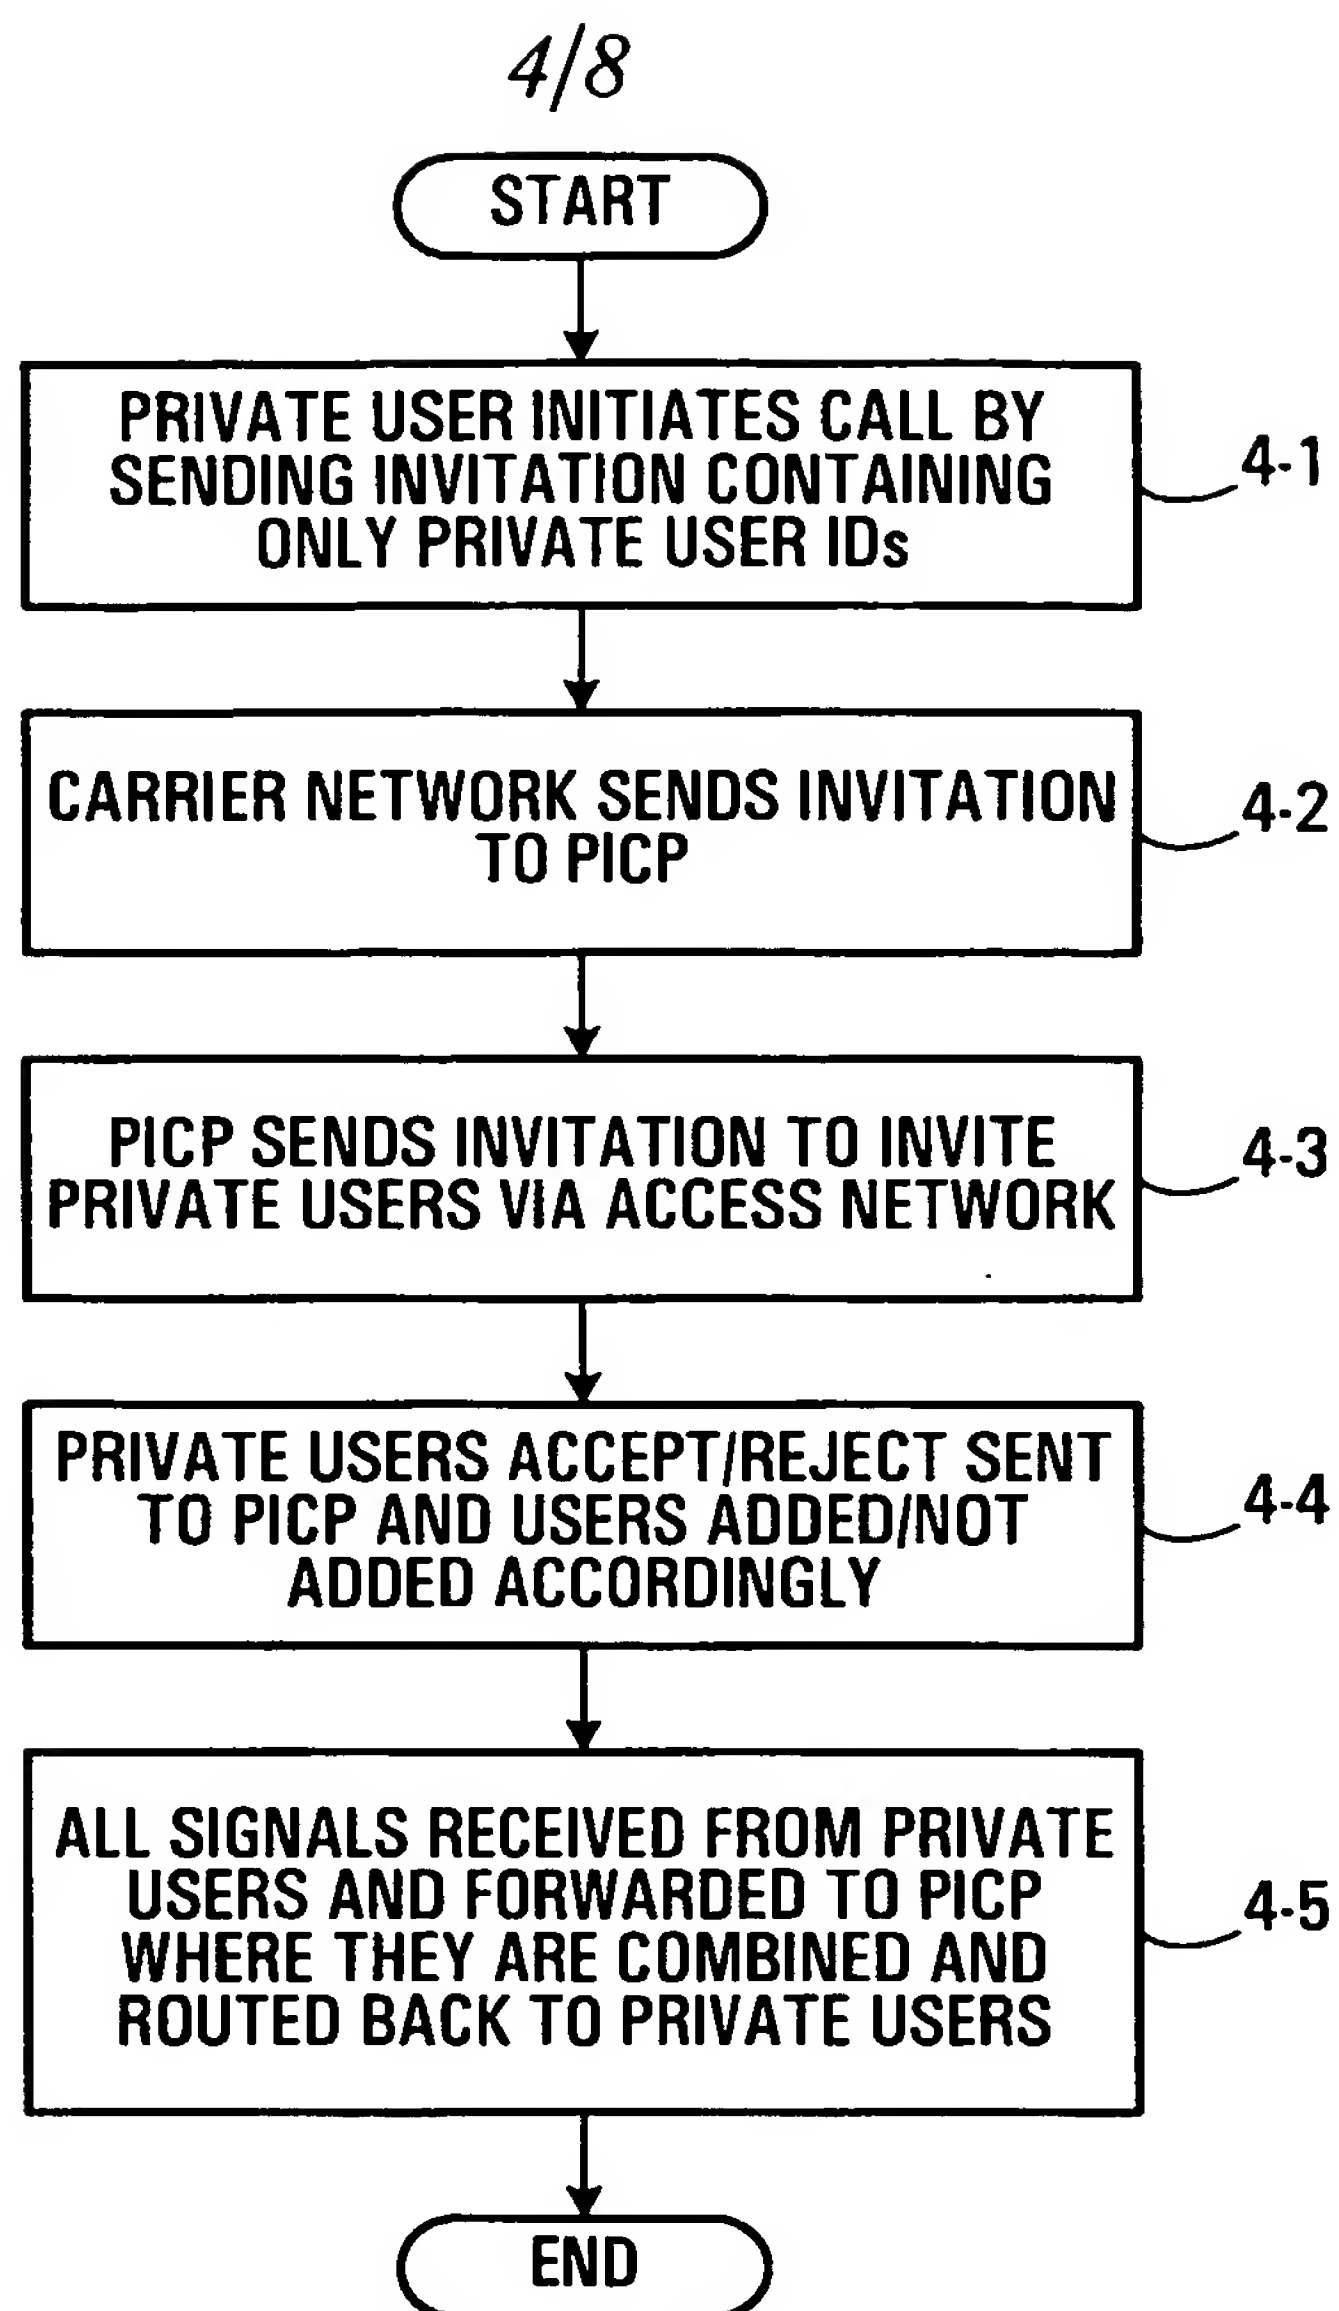 4/8
START
PRIVATE USER INITIATES CALL BY
SENDING INVITATION CONTAINING
ONLY PRIVATE USER IDs
4-1
CARRIER NETWORK SENDS INVITATION
TO PICP
4-2
PICP SENDS INVITATION TO INVITE
PRIVATE USERS VIA ACCESS NETWORK
4-3
PRIVATE USERS ACCEPT/REJECT SENT
TO PICP AND USERS ADDED/NOT
ADDED ACCORDINGLY
4-4
ALL SIGNALS RECEIVED FROM PRIVATE
USERS AND FORWARDED TO PICP
WHERE THEY ARE COMBINED AND
ROUTED BACK TO PRIVATE USERS
4-5
END